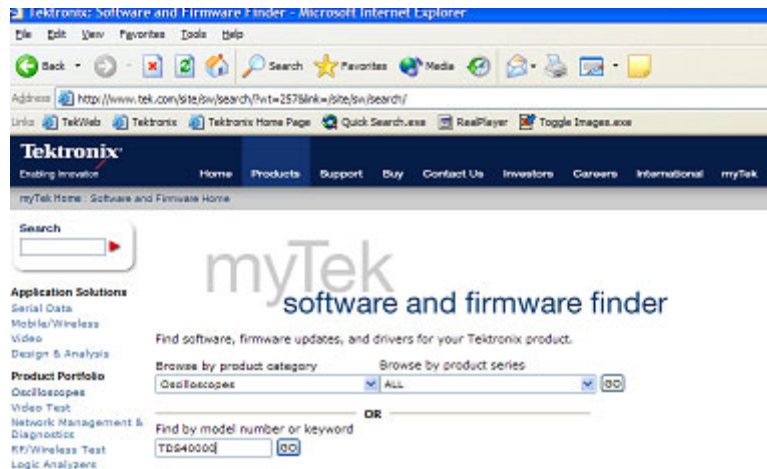 Tektronix: Software and Firmware Finder - Microsoft Internet Explorer
File Edit View Favorites Tools Help
Back Search Favorites Media
Address http://www.tek.com/site/sw/search/?wt=257&link=/site/sw/search/
Links TekWeb Tektronix Tektronix Home Page Quick Search.exe RealPlayer Toggle Images.exe
Tektronix
Enabling Innovation
Home Products Support Buy Contact Us Investors Careers International myTek
myTek Home : Software and Firmware Home
Search
myTek
software and firmware finder
Application Solutions
Serial Data
Mobile/Wireless
Video
Design & Analysis
Product Portfolio
Oscilloscopes
Video Test
Network Management &
Diagnostics
RF/Wireless Test
Logic Analyzers
Find software, firmware updates, and drivers for your Tektronix product.
Browse by product category Browse by product series
Oscilloscopes ALL GO
OR
Find by model number or keyword
TDS4000 GO